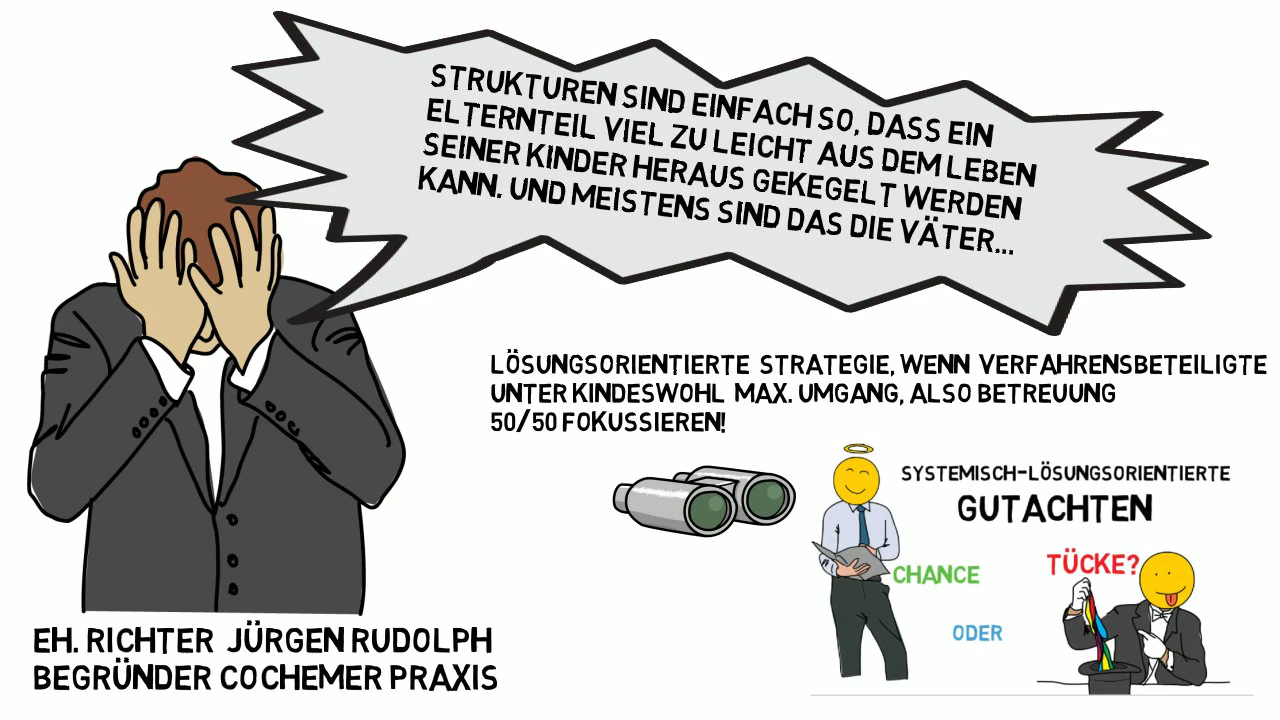 STRUKTUREN SIND EINFACH SO, DASS EIN
ELTERNTEIL VIEL ZU LEICHT AUS DEM LEBEN
SEINER KINDER HERAUS GEKEGELT WERDEN
KANN. UND MEISTENS SIND DAS DIE VÄTER...
LÖSUNGSORIENTIERTE STRATEGIE, WENN VERFAHRENSBETEILIGTE
UNTER KINDESWOHL MAX. UMGANG, ALSO BETREUUNG
50/50 FOKUSSIEREN!
SYSTEMISCH-LÖSUNGSORIENTIERTE
GUTACHTEN
CHANCE
TÜCKE?
ODER
EH. RICHTER JÜRGEN RUDOLPH
BEGRÜNDER COCHEMER PRAXIS